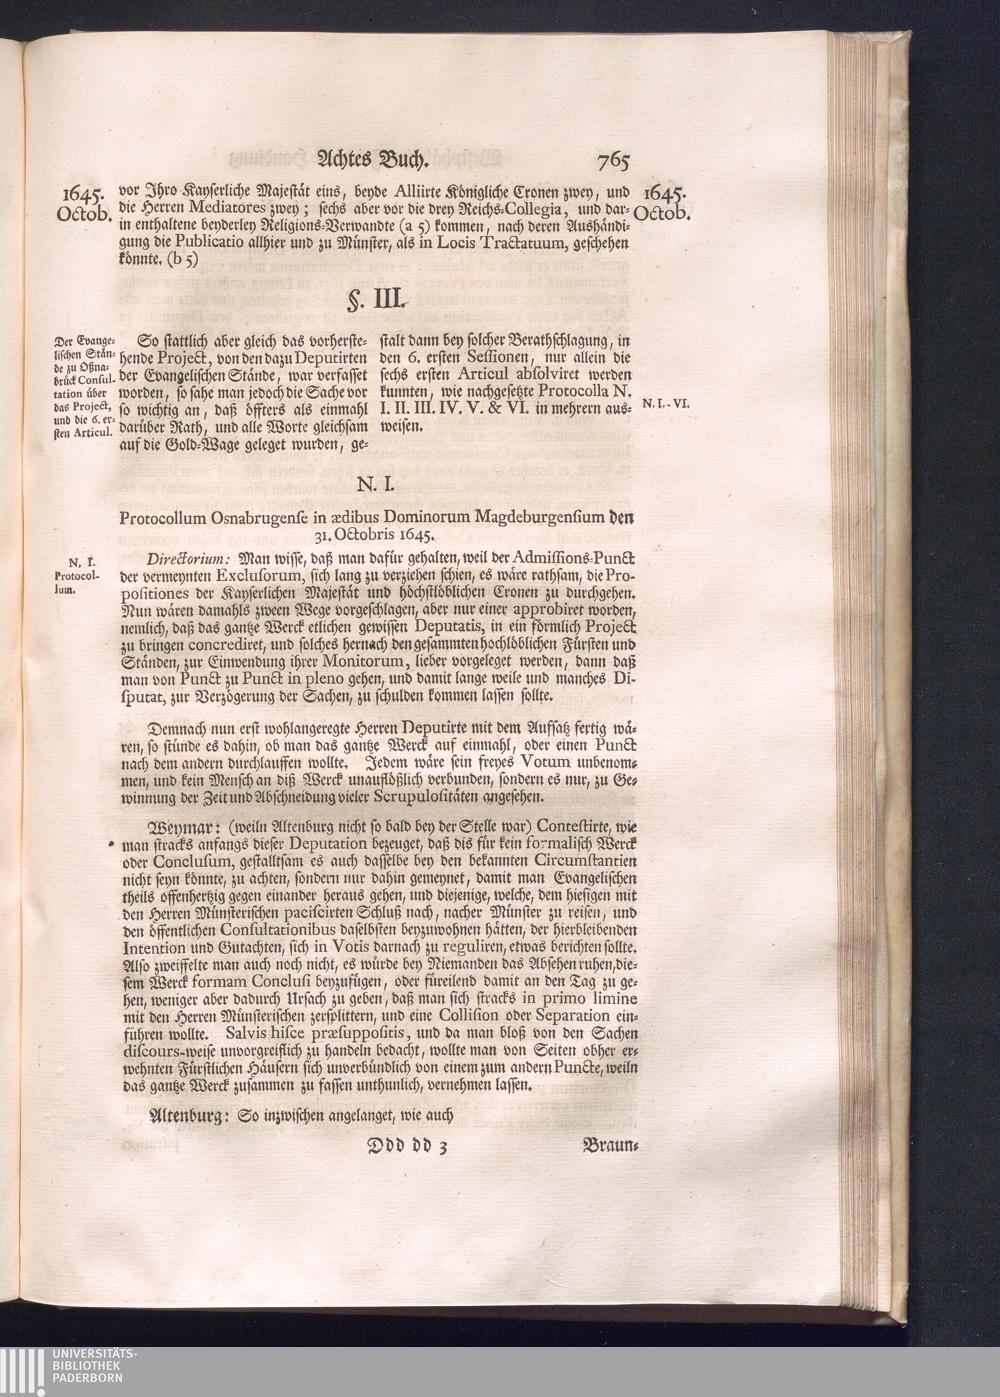 Achtes Buch. 765
1645. Octob.
vor Ihro Kayserliche Majestät eins, beyde Alliirte Königliche Cronen zwey, und
die Herren Mediatores zwey; sechs aber vor die drey Reichs-Collegia, und dar-
in enthaltene beyderley Religions-Verwandte (a 5) kommen, nach deren Aushändi-
gung die Publicatio allhier und zu Münster, als in Locis Tractatuum, geschehen
könnte. (b 5)
1645. Octob.
§. III.
Der Evange-
lischen Stän-
de zu Oßna-
brück Consul-
tation über
das Project,
und die 6. er-
sten Articul.
So stattlich aber gleich das vorherste-
hende Project, von den dazu Deputirten
der Evangelischen Stände, war verfasset
worden, so sahe man jedoch die Sache vor
so wichtig an, daß öffters als einmahl
darüber Rath, und alle Worte gleichsam
auf die Gold-Wage geleget wurden, ge-
stalt dann bey solcher Berathschlagung, in
den 6. ersten Sessionen, nur allein die
sechs ersten Articul absolviret werden
kunnten, wie nachgesetzte Protocolla N.
I. II. III. IV. V. & VI. in mehrern aus-
weisen.
N. I. - VI.
N. I.
Protocollum Osnabrugense in ædibus Dominorum Magdeburgensium den
31. Octobris 1645.
N. I.
Protocol-
lum.
Directorium: Man wisse, daß man dafür gehalten, weil der Admissions-Punct
der vermeynten Exclusorum, sich lang zu verziehen schien, es wäre rathsam, die Pro-
positiones der Kayserlichen Majestät und höchstlöblichen Cronen zu durchgehen.
Nun wären damahls zween Wege vorgeschlagen, aber nur einer approbiret worden,
nemlich, daß das gantze Werck etlichen gewissen Deputatis, in ein förmlich Project
zu bringen concrediret, und solches hernach den gesammten hochlöblichen Fürsten und
Ständen, zur Einwendung ihrer Monitorum, lieber vorgeleget werden, dann daß
man von Punct zu Punct in pleno gehen, und damit lange weile und manches Di-
sputat, zur Verzögerung der Sachen, zu schulden kommen lassen sollte.
Demnach nun erst wohlangeregte Herren Deputirte mit dem Aufsatz fertig wä-
ren, so stünde es dahin, ob man das gantze Werck auf einmahl, oder einen Punct
nach dem andern durchlauffen wollte. Jedem wäre sein freyes Votum unbenom-
men, und kein Mensch an diß Werck unauflößlich verbunden, sondern es nur, zu Ge-
winnung der Zeit und Abschneidung vieler Scrupulositäten angesehen.
Weymar: (weiln Altenburg nicht so bald bey der Stelle war) Contestirte, wie
man stracks anfangs dieser Deputation bezeuget, daß dis für kein formalisch Werck
oder Conclusum, gestalltsam es auch dasselbe bey den bekannten Circumstantien
nicht seyn könnte, zu achten, sondern nur dahin gemeynet, damit man Evangelischen
theils offenhertzig gegen einander heraus gehen, und diejenige, welche, dem hiesigen mit
den Herren Münsterischen paciscirten Schluß nach, nacher Münster zu reisen, und
den öffentlichen Consultationibus daselbsten beyzuwohnen hätten, der hierbleibenden
Intention und Gutachten, sich in Votis darnach zu reguliren, etwas berichten sollte.
Also zweiffelte man auch noch nicht, es würde bey Niemanden das Absehen ruhen, die-
sem Werck formam Conclusi beyzufügen, oder füreilend damit an den Tag zu ge-
hen, weniger aber dadurch Ursach zu geben, daß man sich stracks in primo limine
mit den Herren Münsterischen zersplittern, und eine Collision oder Separation ein-
führen wollte. Salvis hisce præsuppositis, und da man bloß von den Sachen
discours-weise unvorgreiflich zu handeln bedacht, wollte man von Seiten obher er-
wehnten Fürstlichen Häusern sich unverbündlich von einem zum andern Puncte, weiln
das gantze Werck zusammen zu fassen unthunlich, vernehmen lassen.
Altenburg: So inzwischen angelanget, wie auch
Ddd dd 3 Braun-
UNIVERSITÄTS-
BIBLIOTHEK
PADERBORN